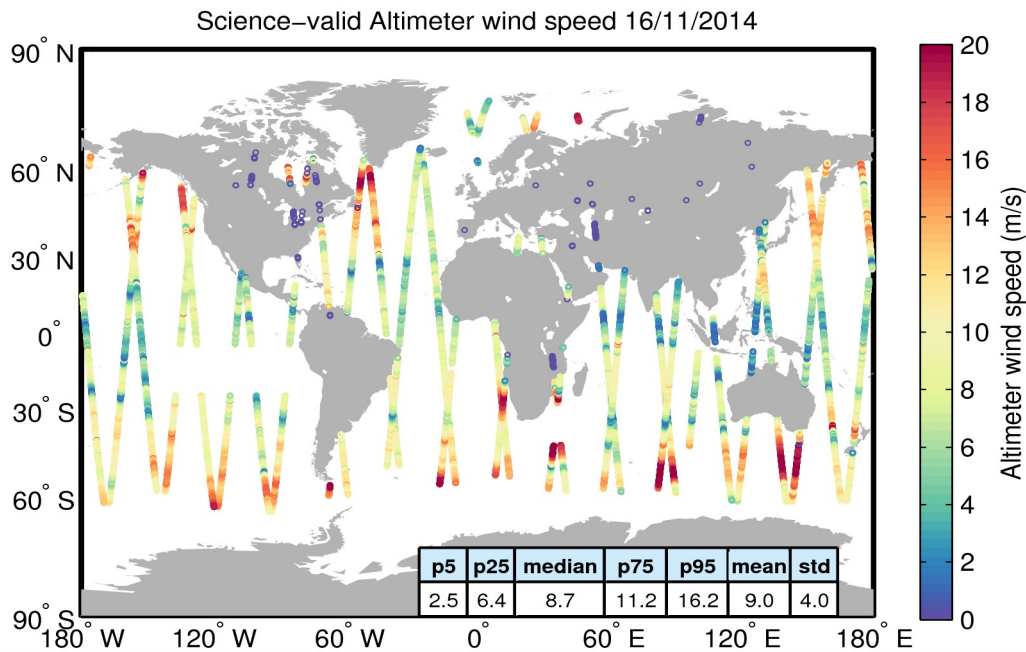 Science−valid Altimeter wind speed 16/11/2014
90° N
60° N
30° N
0°
30° S
60° S
90° S
180° W
120° W
60° W
0°
60° E
120° E
180° E
p5 p25 median p75 p95 mean std
2.5 6.4 8.7 11.2 16.2 9.0 4.0
20
18
16
14
12
10
8
6
4
2
0
Altimeter wind speed (m/s)